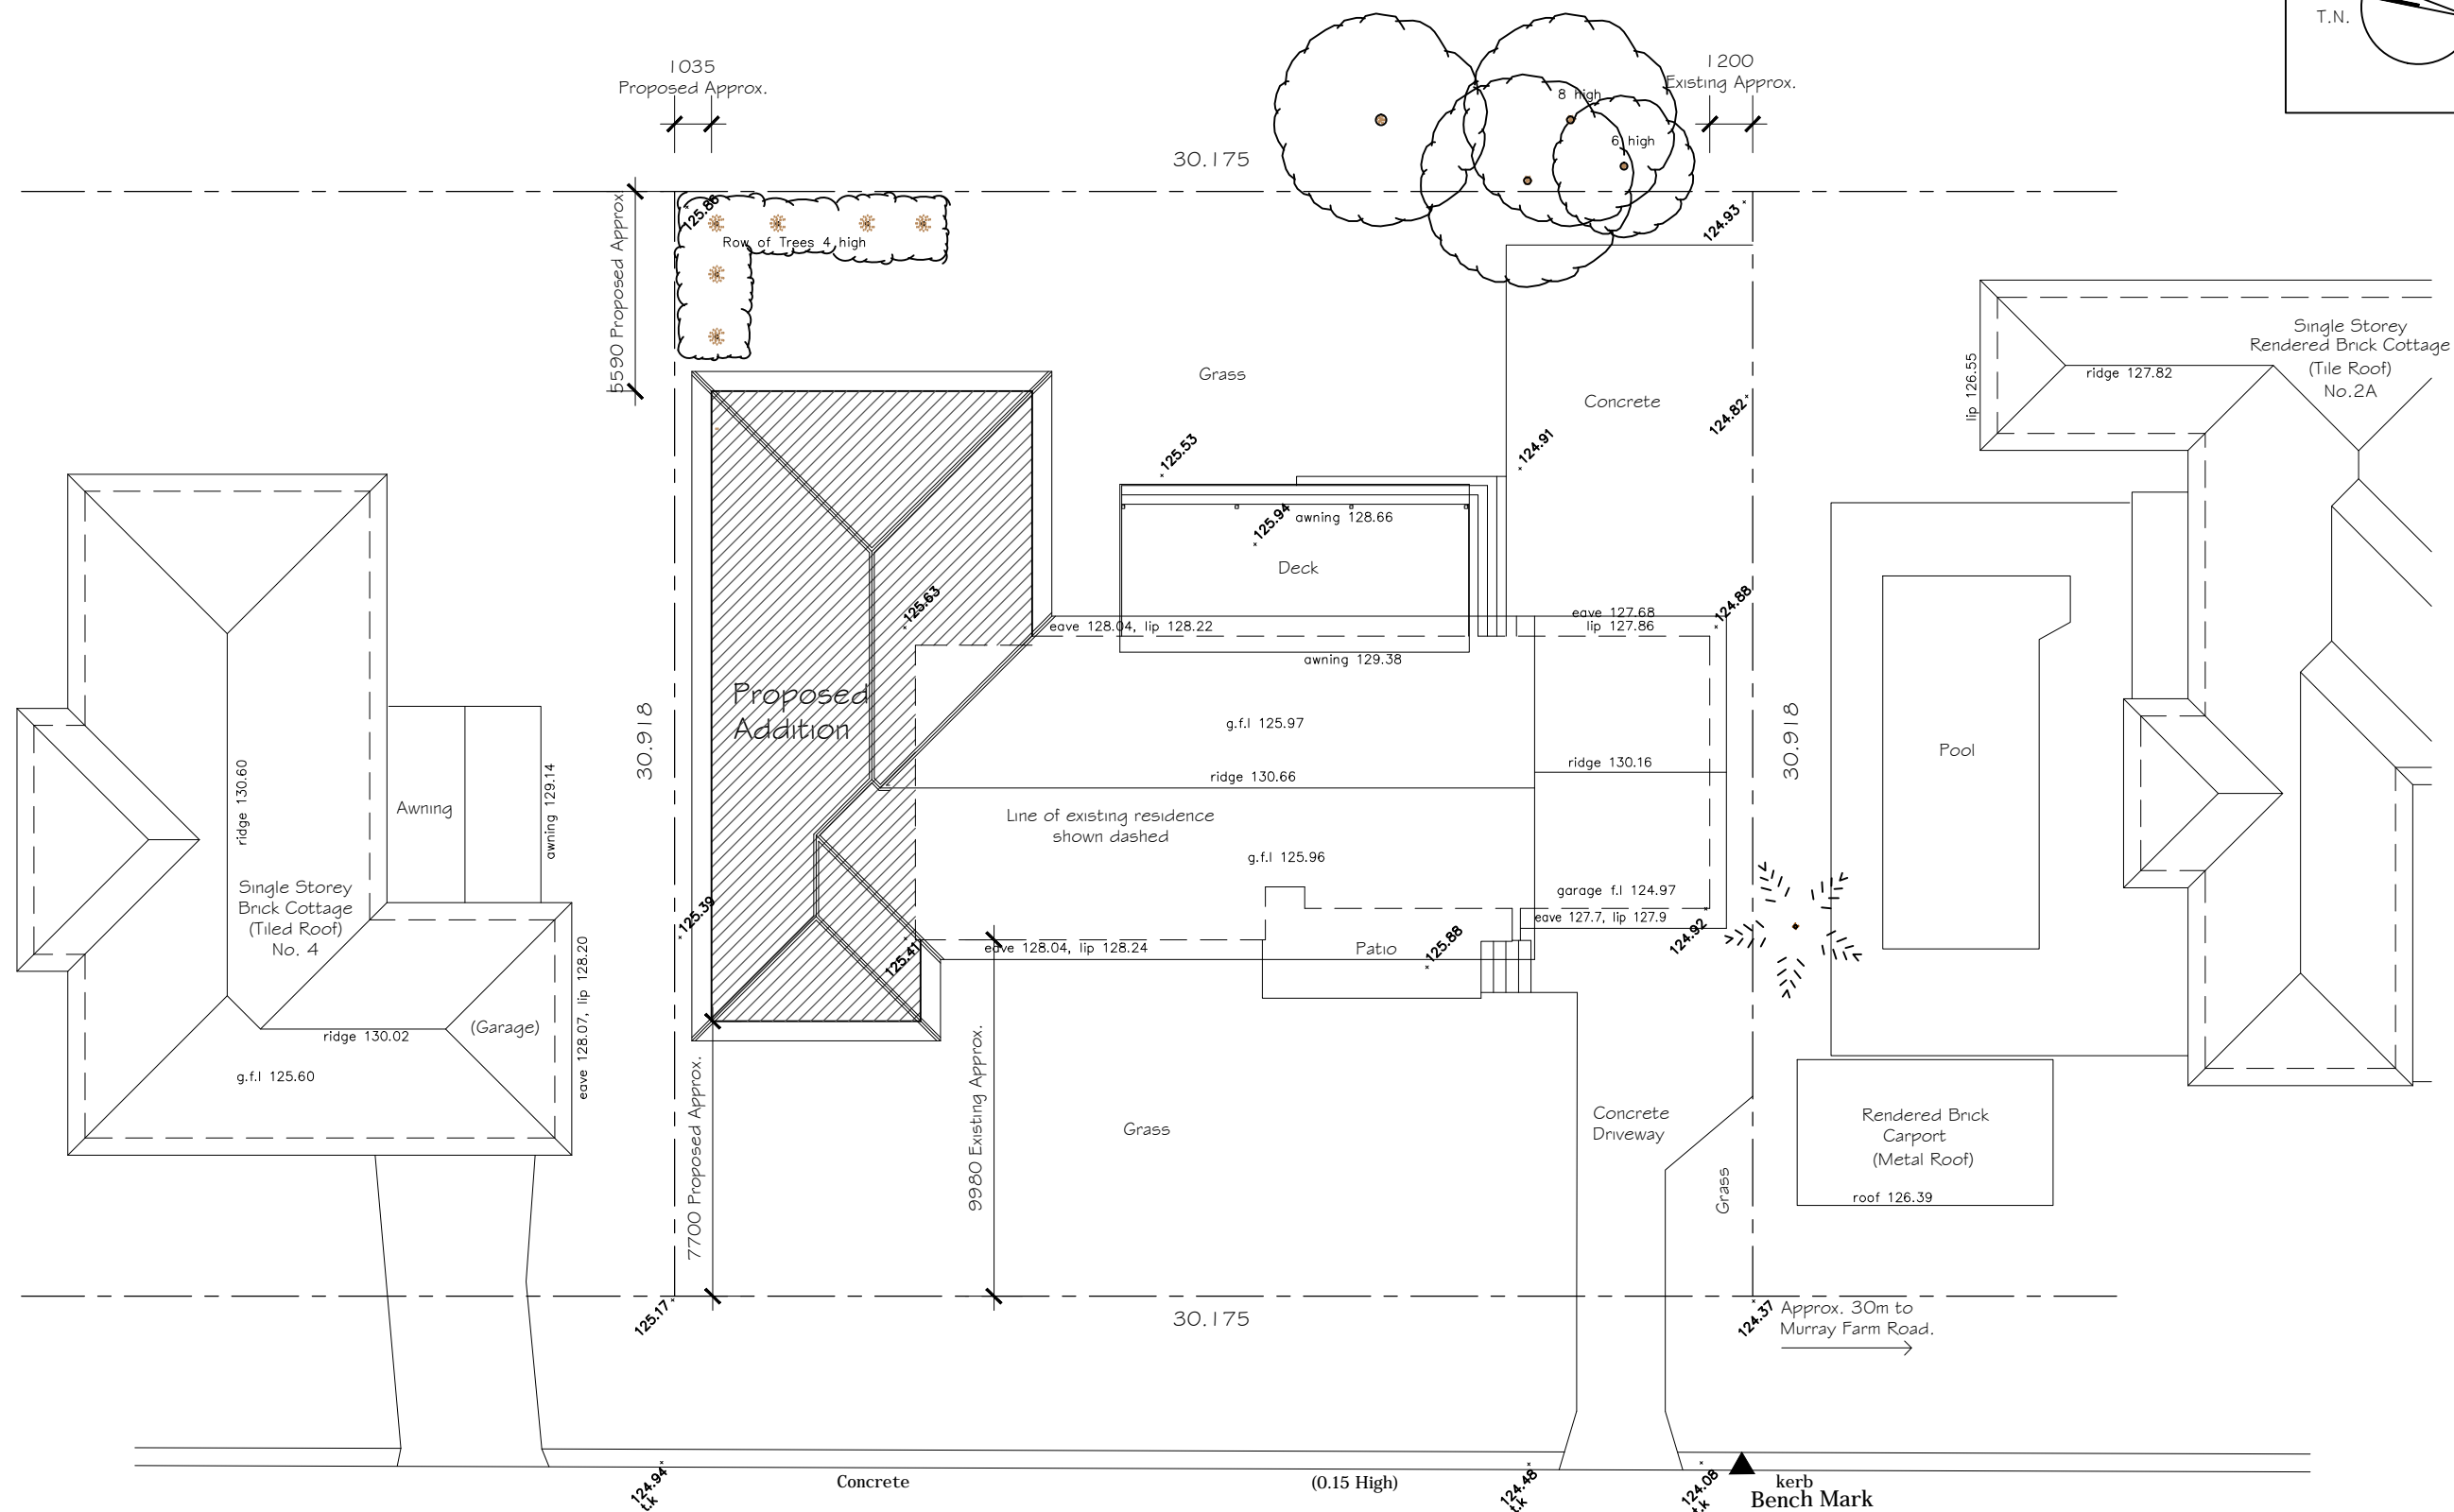 T.N.
1035
Proposed Approx.
1200
Existing Approx.
8 high
6 high
30.175
125.86
Row of Trees 4 high
5590 Proposed Approx.
124.93
Grass
Concrete
124.82
Single Storey
Rendered Brick Cottage
(Tile Roof)
No.2A
ridge 127.82
lip 126.55
125.53
124.91
125.94
awning 128.66
Deck
125.63
124.88
eave 127.68
lip 127.86
eave 128.04, lip 128.22
awning 129.38
Proposed
Addition
30.918
g.f.l 125.97
30.918
Pool
ridge 130.66
ridge 130.16
ridge 130.60
Awning
awning 129.14
Line of existing residence
shown dashed
g.f.l 125.96
garage f.l 124.97
eave 127.7, lip 127.9
Single Storey
Brick Cottage
(Tiled Roof)
No. 4
125.39
125.41
eave 128.04, lip 128.24
Patio
125.88
124.92
(Garage)
ridge 130.02
eave 128.07, lip 128.20
g.f.l 125.60
7700 Proposed Approx.
9980 Existing Approx.
Grass
Concrete
Driveway
Grass
Rendered Brick
Carport
(Metal Roof)
roof 126.39
125.17
30.175
124.37
Approx. 30m to
Murray Farm Road.
124.94
t.k
Concrete
(0.15 High)
124.48
t.k
124.08
t.k
kerb
Bench Mark